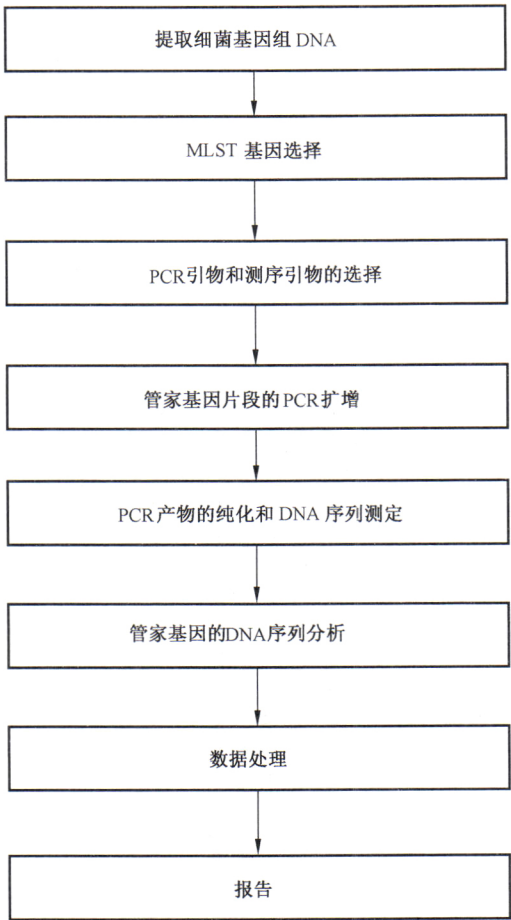 提取细菌基因组 DNA
MLST 基因选择
PCR引物和测序引物的选择
管家基因片段的PCR扩增
PCR产物的纯化和 DNA 序列测定
管家基因的DNA序列分析
数据处理
报告